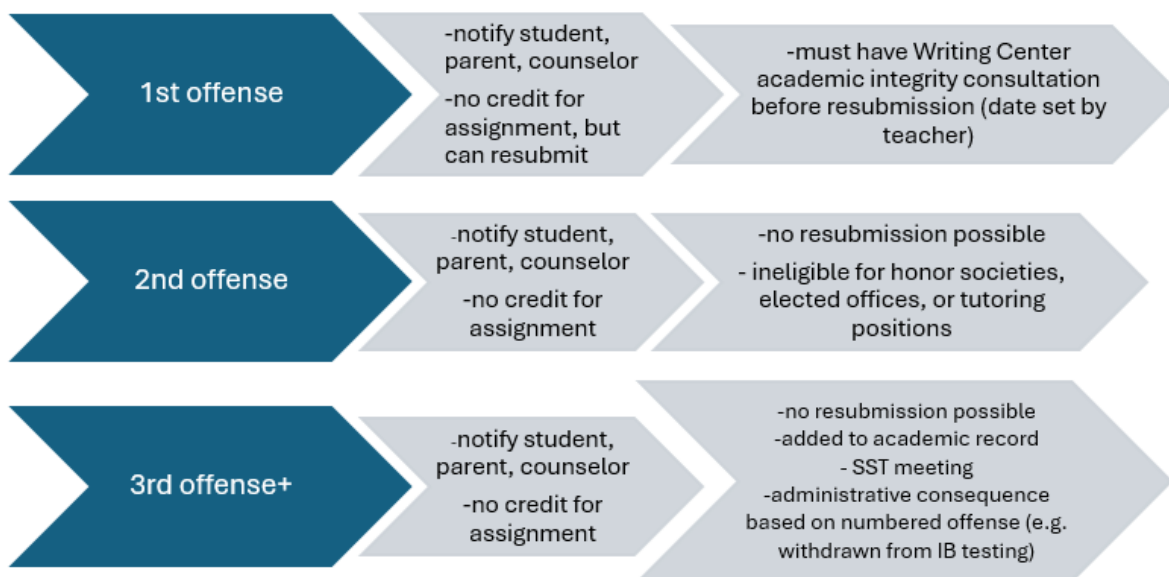 1st offense
-notify student,
parent, counselor
-no credit for
assignment, but
can resubmit
-must have Writing Center
academic integrity consultation
before resubmission (date set by
teacher)
2nd offense
-notify student,
parent, counselor
-no credit for
assignment
-no resubmission possible
- ineligible for honor societies,
elected offices, or tutoring
positions
3rd offense+
-notify student,
parent, counselor
-no credit for
assignment
-no resubmission possible
-added to academic record
- SST meeting
-administrative consequence
based on numbered offense (e.g.
withdrawn from IB testing)